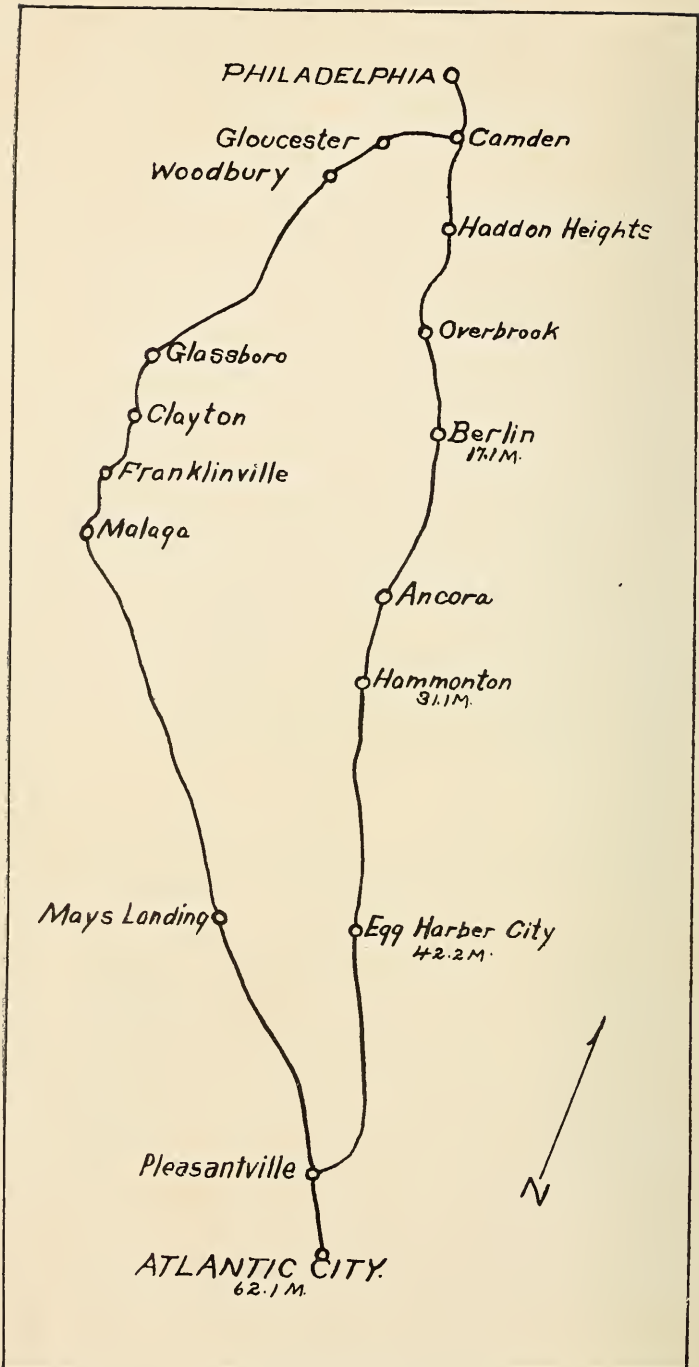 PHILADELPHIA
Gloucester
Camden
Woodbury
Haddon Heights
Overbrook
Glassboro
Clayton
Berlin
17.1M.
Franklinville
Malaga
Ancora
Hammonton
31.1M.
Mays Landing
Egg Harber City
42.2M.
Pleasantville
N
ATLANTIC CITY.
62.1M.